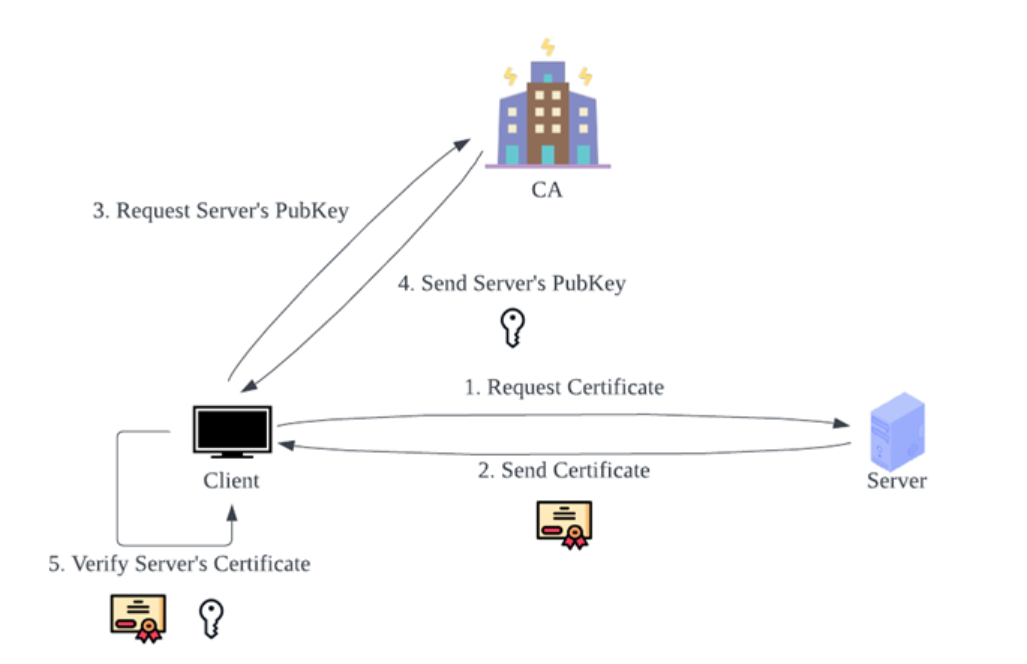 CA
3. Request Server's PubKey
4. Send Server's PubKey
1. Request Certificate
2. Send Certificate
Client
Server
5. Verify Server's Certificate